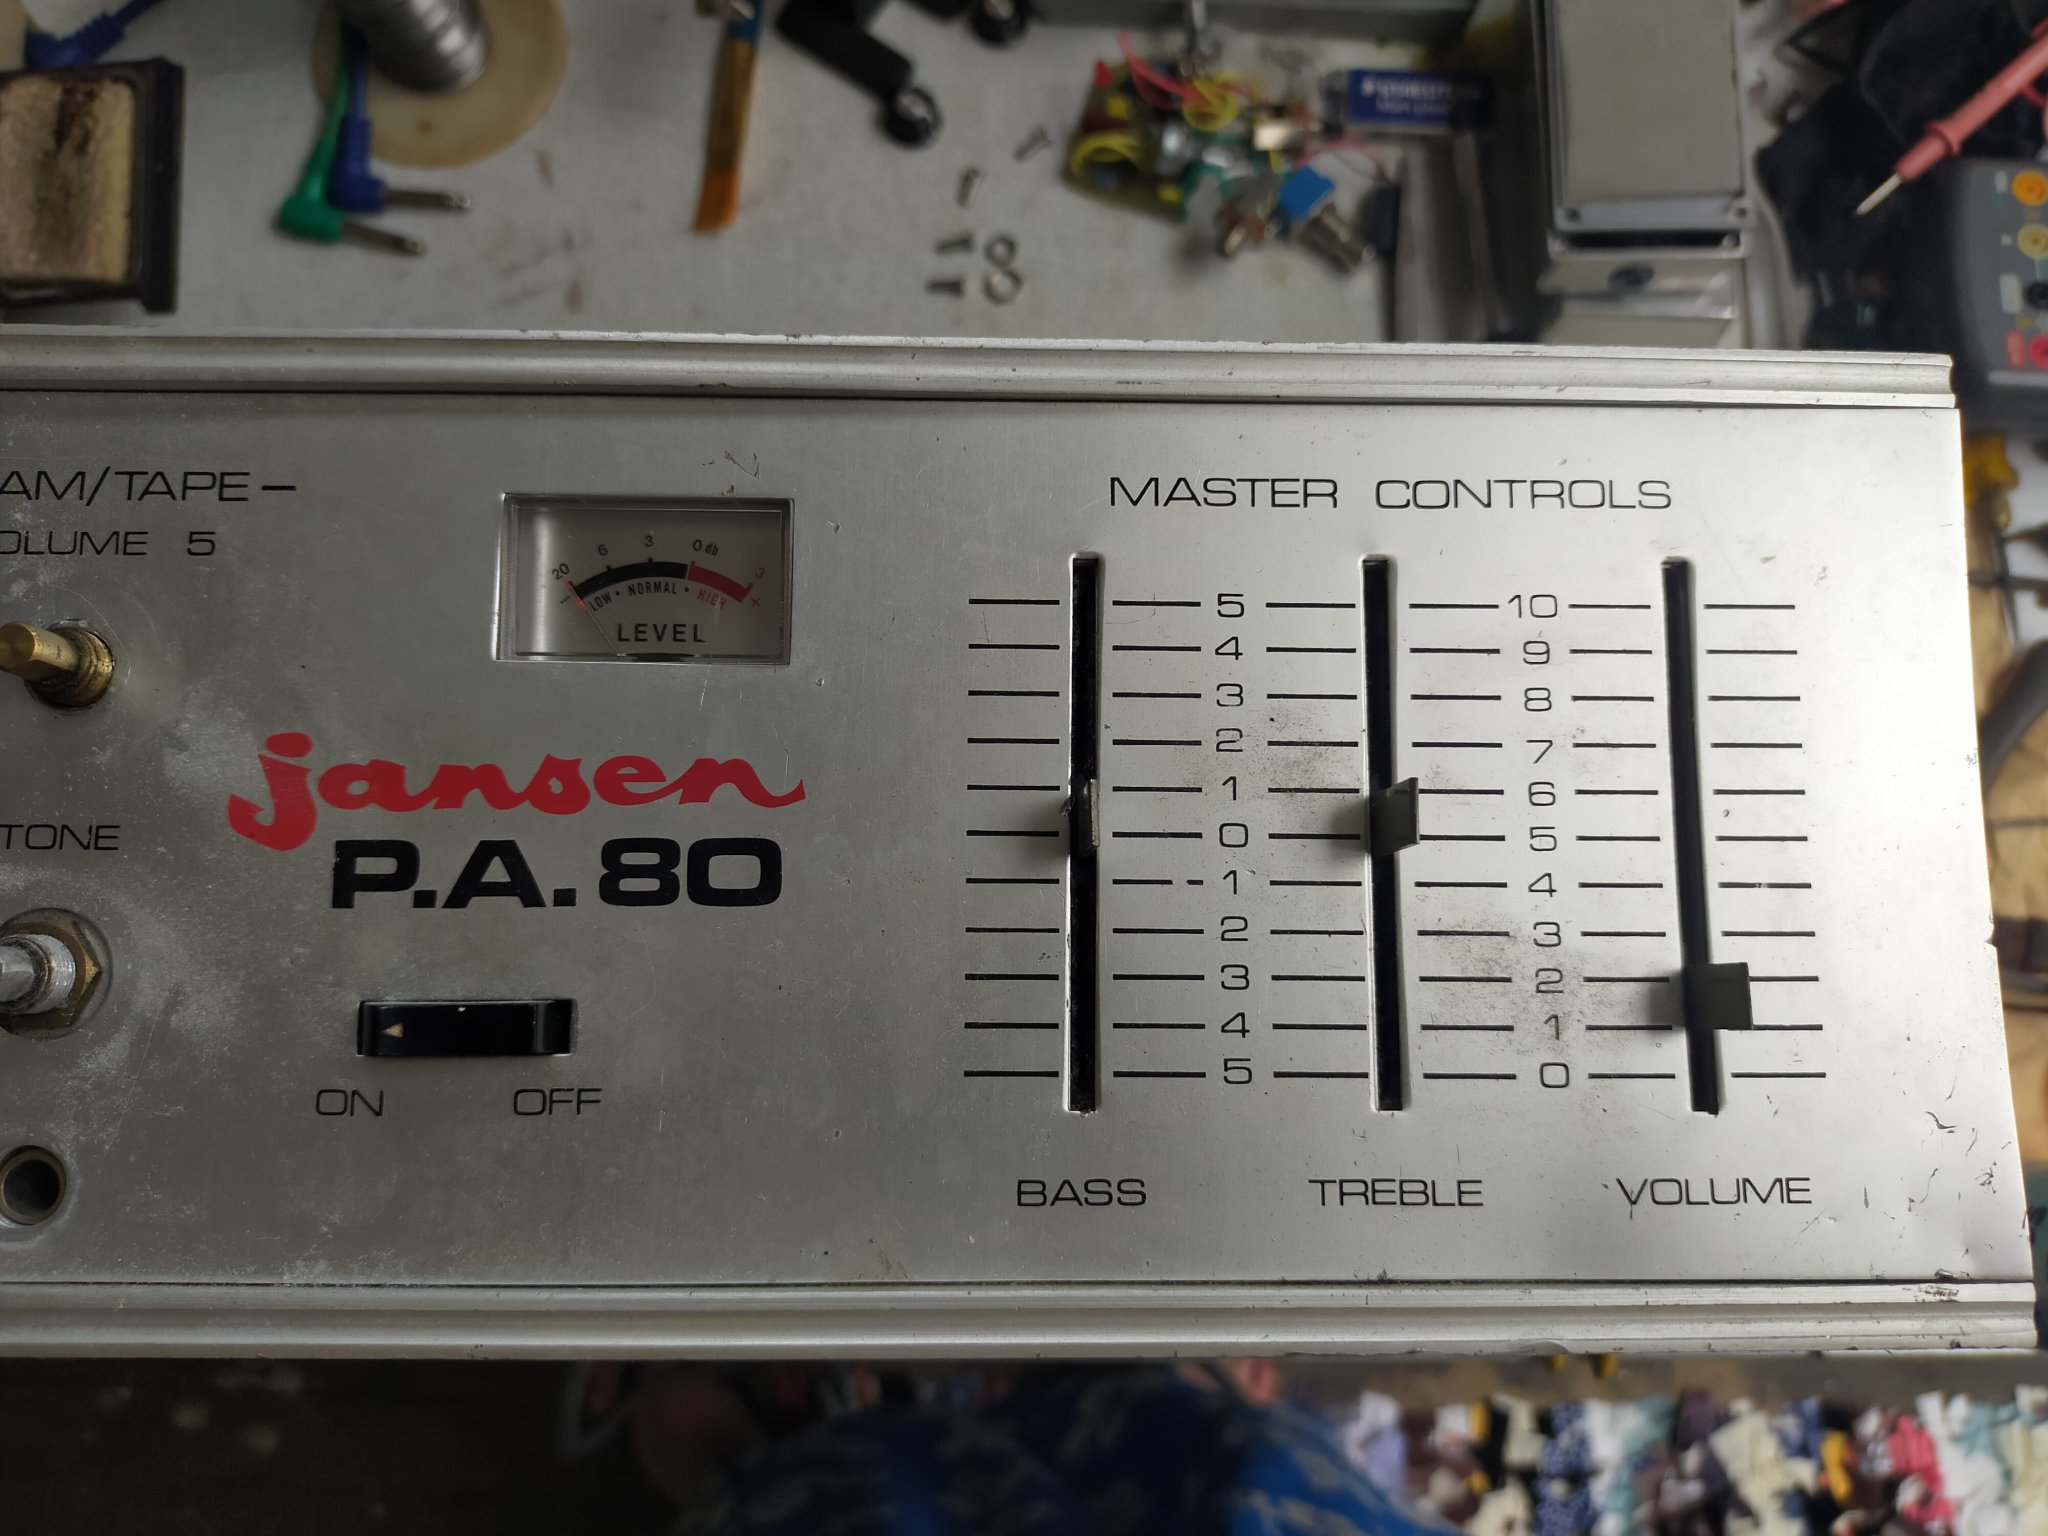 AM/TAPE—
OLUME 5
20 6 3 0 db 3
- LOW • NORMAL • HIGH +
LEVEL
jansen
P.A. 80
TONE
ON OFF
MASTER CONTROLS
5 10
4 9
3 8
2 7
1 6
0 5
1 4
2 3
3 2
4 1
5 0
BASS TREBLE VOLUME